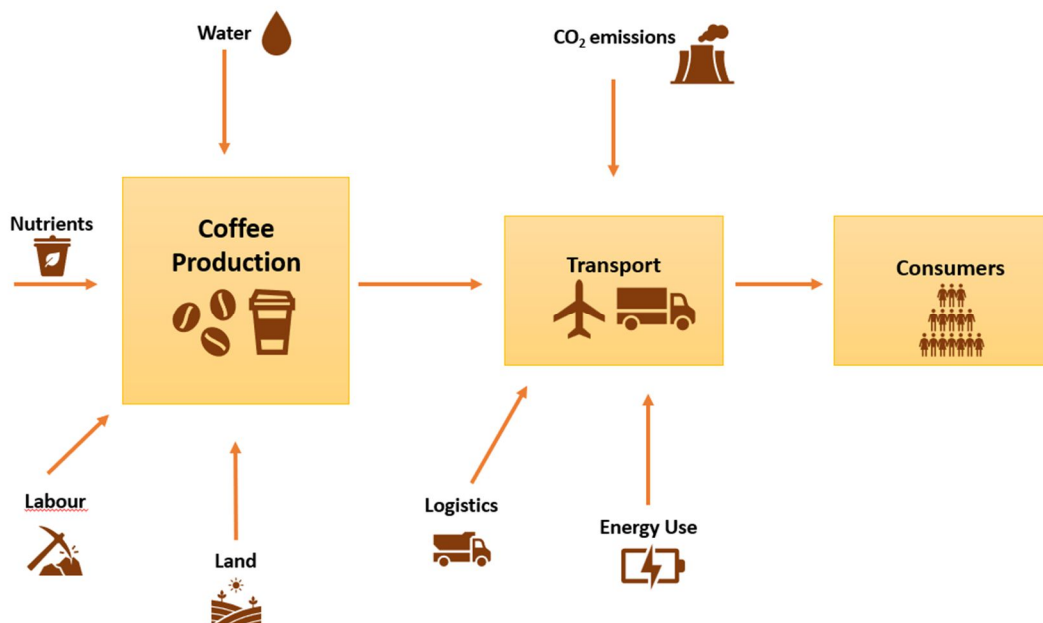 Water
CO₂ emissions
Nutrients
Coffee
Production
Transport
Consumers
Labour
Land
Logistics
Energy Use